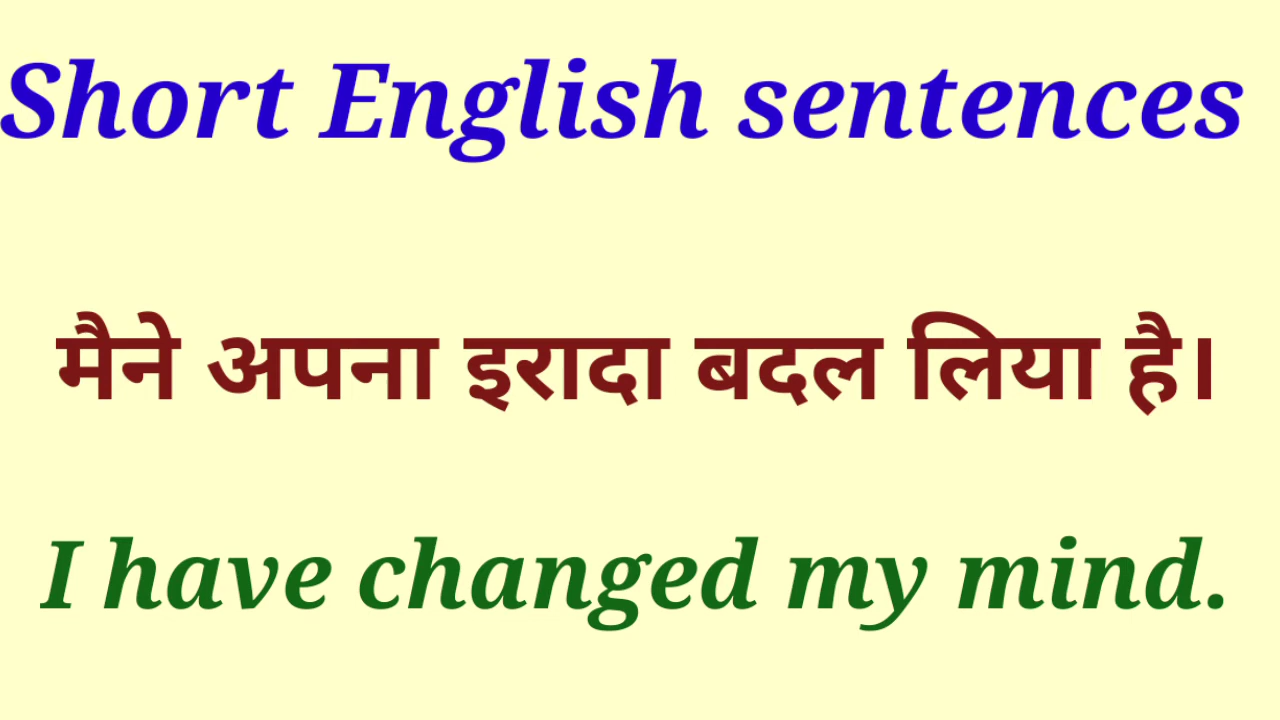 Short English sentences
मैने अपना इरादा बदल लिया है।
I have changed my mind.